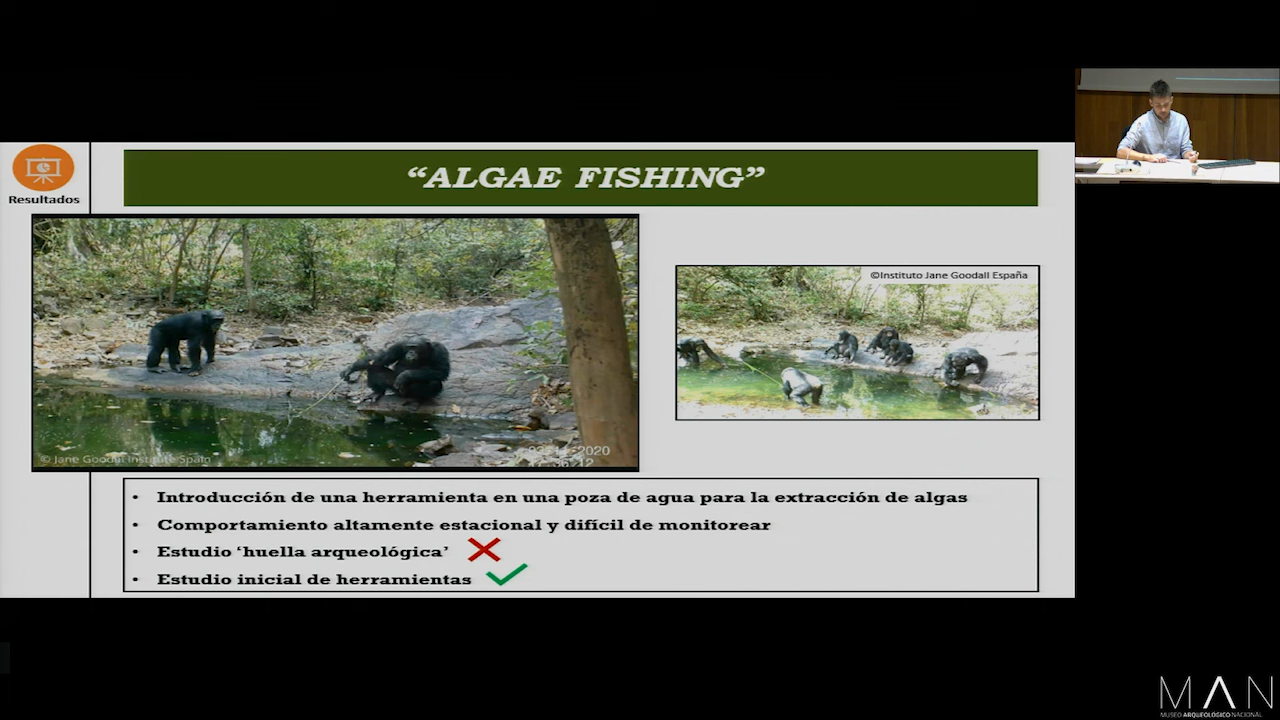 Resultados
“ALGAE FISHING”
©Instituto Jane Goodall España
© Jane Goodall Institute Spain
2020
• Introducción de una herramienta en una poza de agua para la extracción de algas
• Comportamiento altamente estacional y difícil de monitorear
• Estudio ‘huella arqueológica’
• Estudio inicial de herramientas
MAN
MUSEO ARQUEOLÓGICO NACIONAL